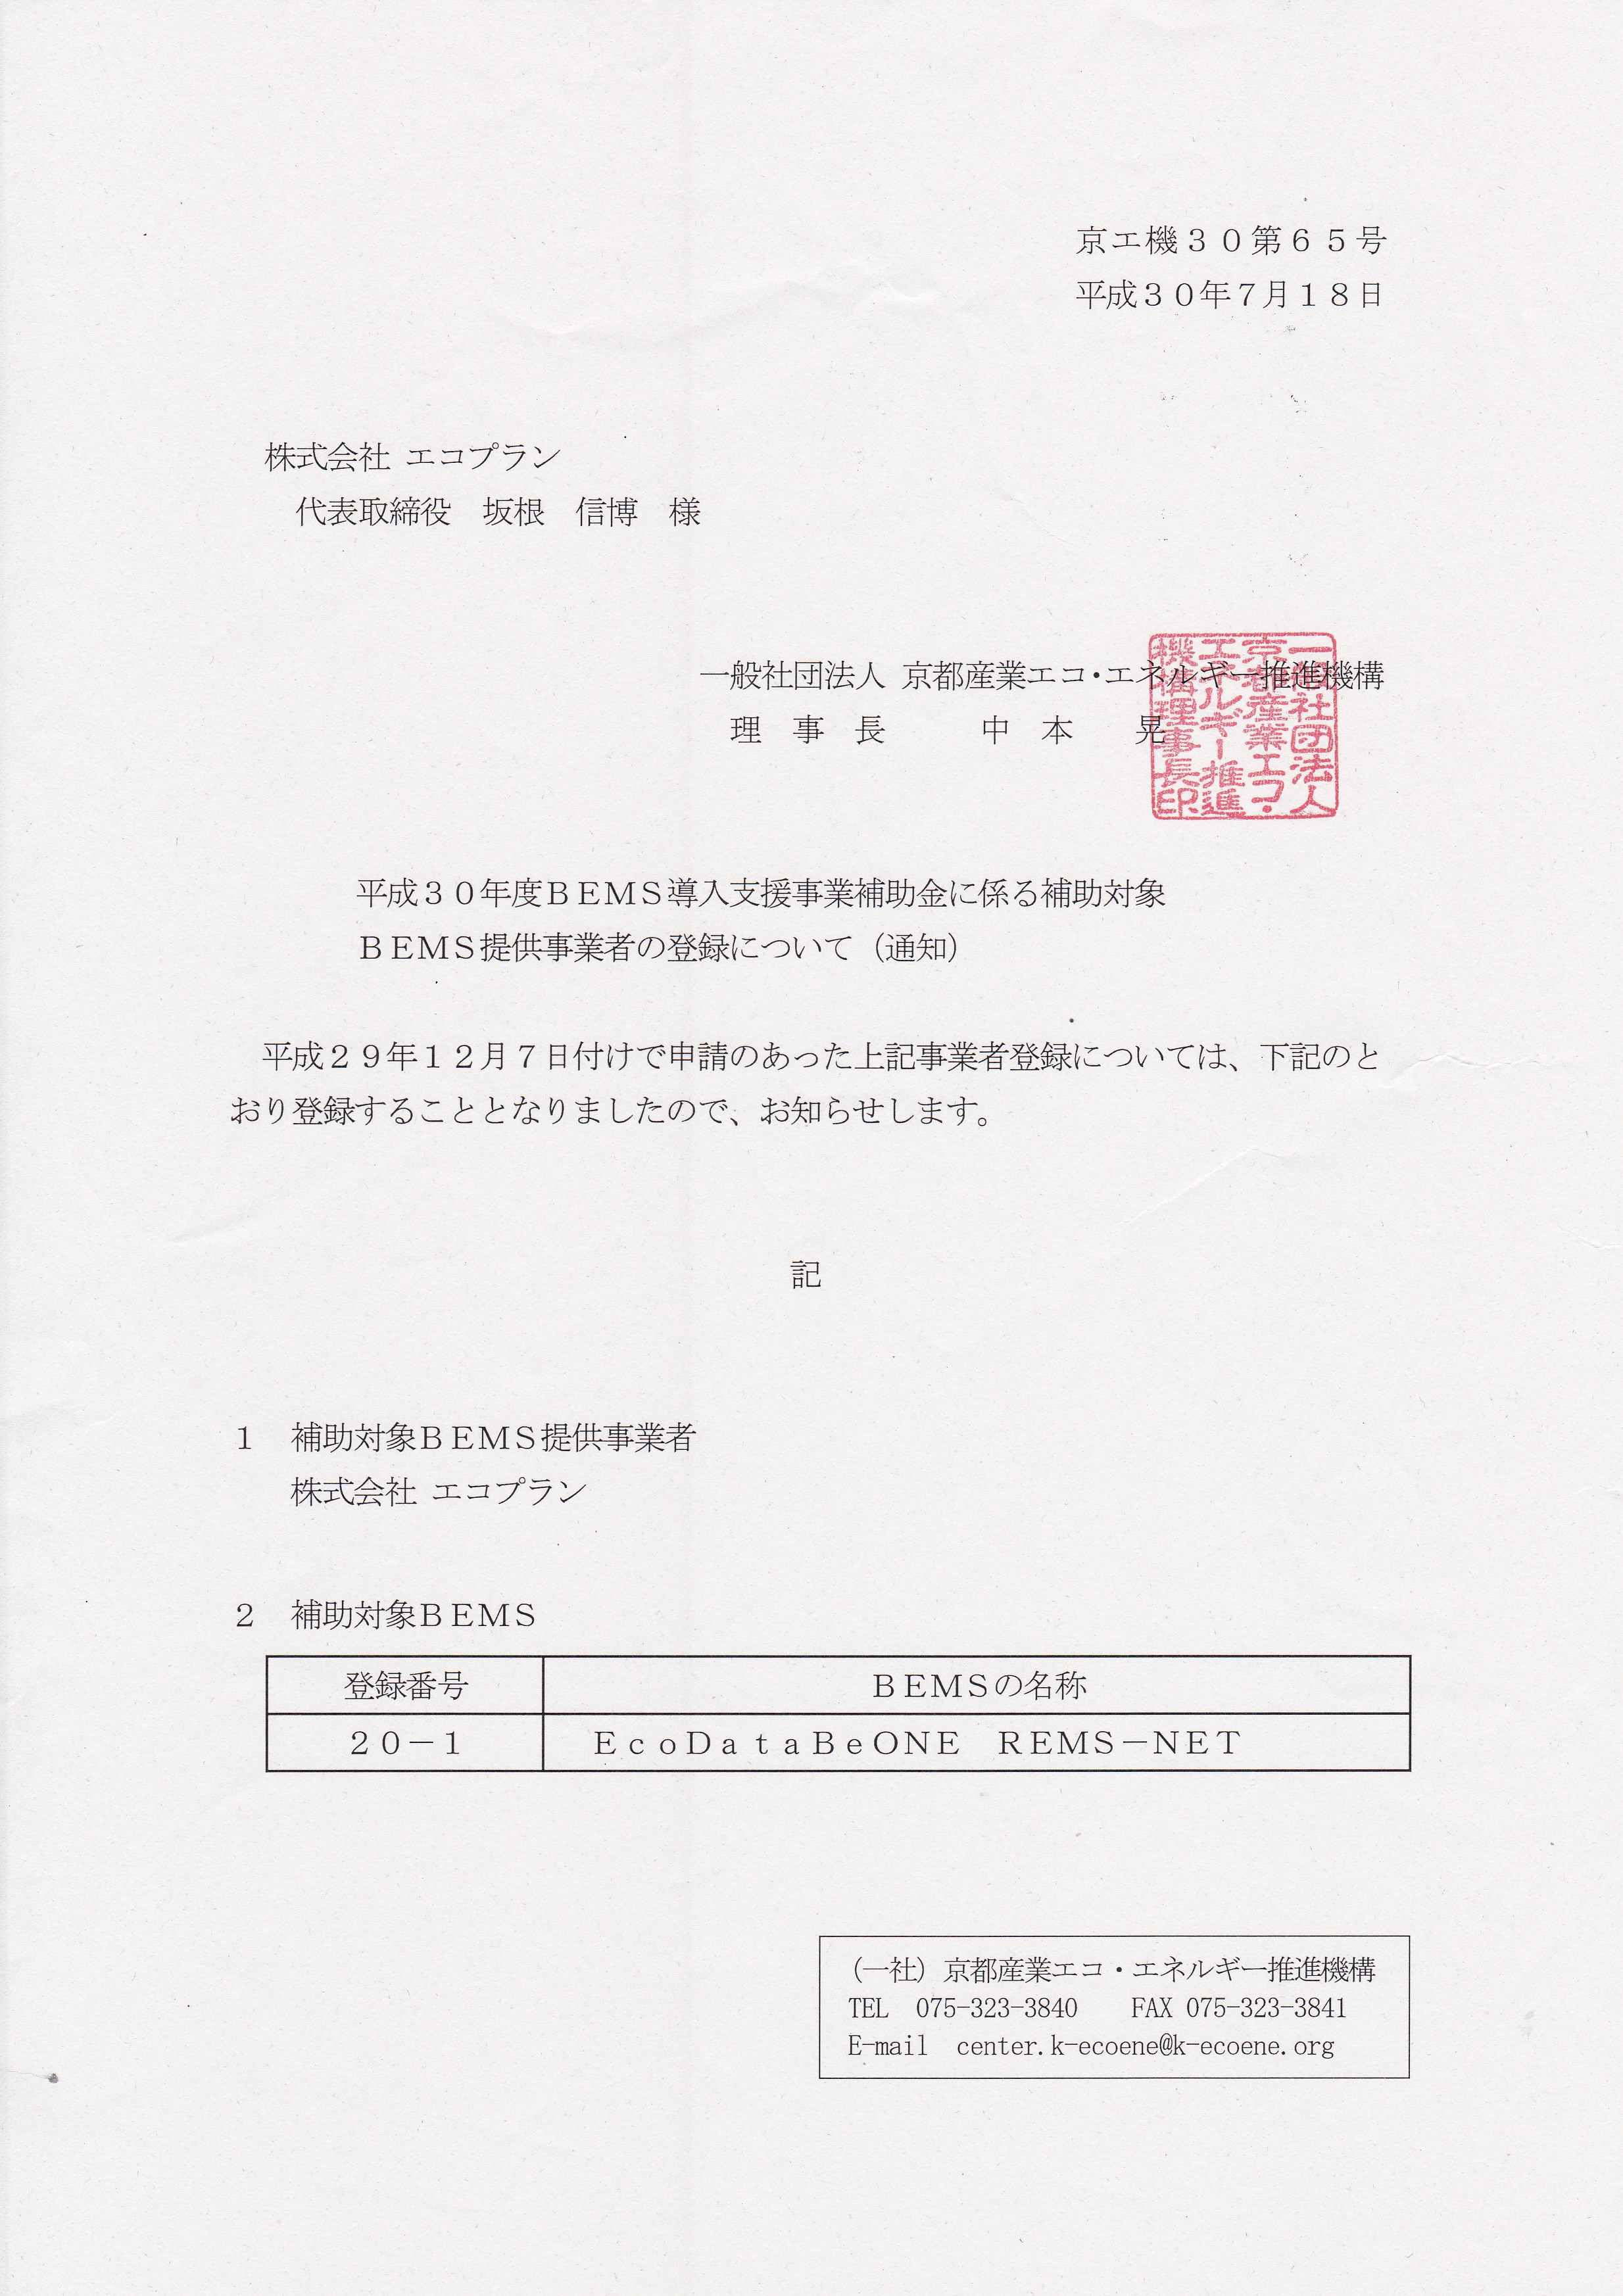 京エ機３０第６５号
平成３０年７月１８日
株式会社 エコプラン
代表取締役　坂根　信博　様
一般社団法人 京都産業エコ・エネルギー推進機構
理　事　長　　　中　本　　晃
一般社団法人
京都産業エコ・
エネルギー推進
機構理事長印
平成３０年度ＢＥＭＳ導入支援事業補助金に係る補助対象
ＢＥＭＳ提供事業者の登録について（通知）
平成２９年１２月７日付けで申請のあった上記事業者登録については、下記のと
おり登録することとなりましたので、お知らせします。
記
１　補助対象ＢＥＭＳ提供事業者
株式会社 エコプラン
２　補助対象ＢＥＭＳ
登録番号　ＢＥＭＳの名称
２０－１　ＥｃｏＤａｔａＢｅＯＮＥ　ＲＥＭＳ－ＮＥＴ
（一社）京都産業エコ・エネルギー推進機構
TEL　075-323-3840　　FAX 075-323-3841
E-mail　center.k-ecoene@k-ecoene.org